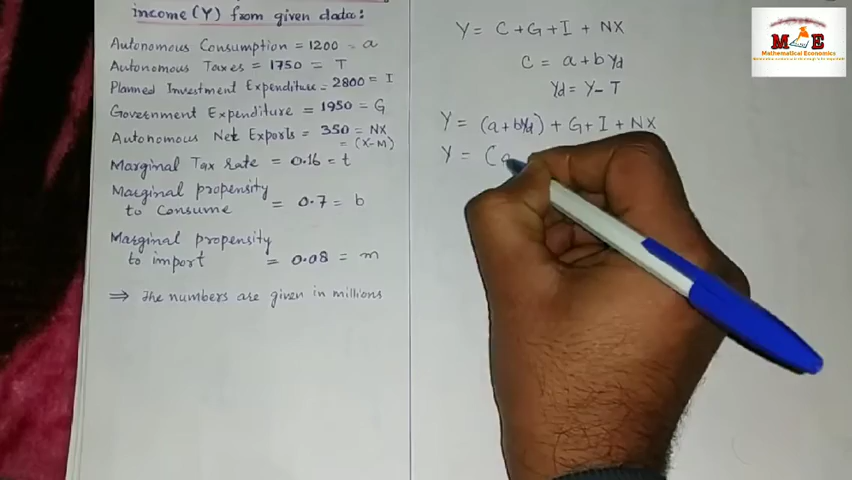 income (Y) from given data:
Autonomous Consumption = 1200 = a
Autonomous Taxes = 1750 = T
Planned Investment Expenditure = 2800 = I
Government Expenditure = 1950 = G
Autonomous Net Exports = 350 = NX
= (X-M)
Marginal Tax rate = 0.16 = t
Marginal propensity
to Consume = 0.7 = b
Marginal propensity
to import = 0.08 = m
⇒ The numbers are given in millions
Y = C + G + I + NX
C = a + b Yd
Yd = Y - T
Y = (a + bYd) + G + I + NX
Y = (a
M E
Mathematical Economics